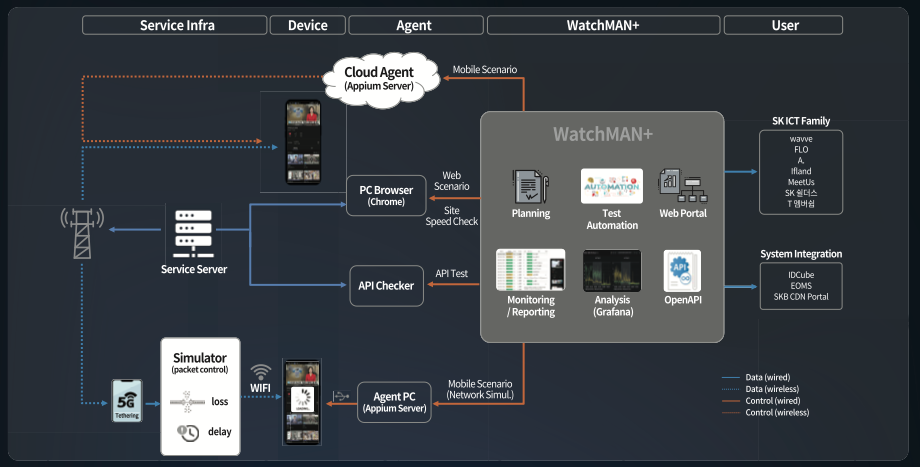 Service Infra
Device
Agent
WatchMAN+
User
Cloud Agent
(Appium Server)
Mobile Scenario
WatchMAN+
SK ICT Family
wavve
FLO
A.
Ifland
MeetUs
SK 쉴더스
T 멤버쉽
PC Browser
(Chrome)
Web
Scenario
Site
Speed Check
Planning
AUTOMATION
Test
Automation
Web Portal
Service Server
API Checker
API Test
Monitoring
/ Reporting
Analysis
(Grafana)
API
OpenAPI
System Integration
IDCube
EOMS
SKB CDN Portal
Simulator
(packet control)
loss
delay
5G
Tethering
WIFI
LOADING...
Agent PC
(Appium Server)
Mobile Scenario
(Network Simul.)
Data (wired)
Data (wireless)
Control (wired)
Control (wireless)